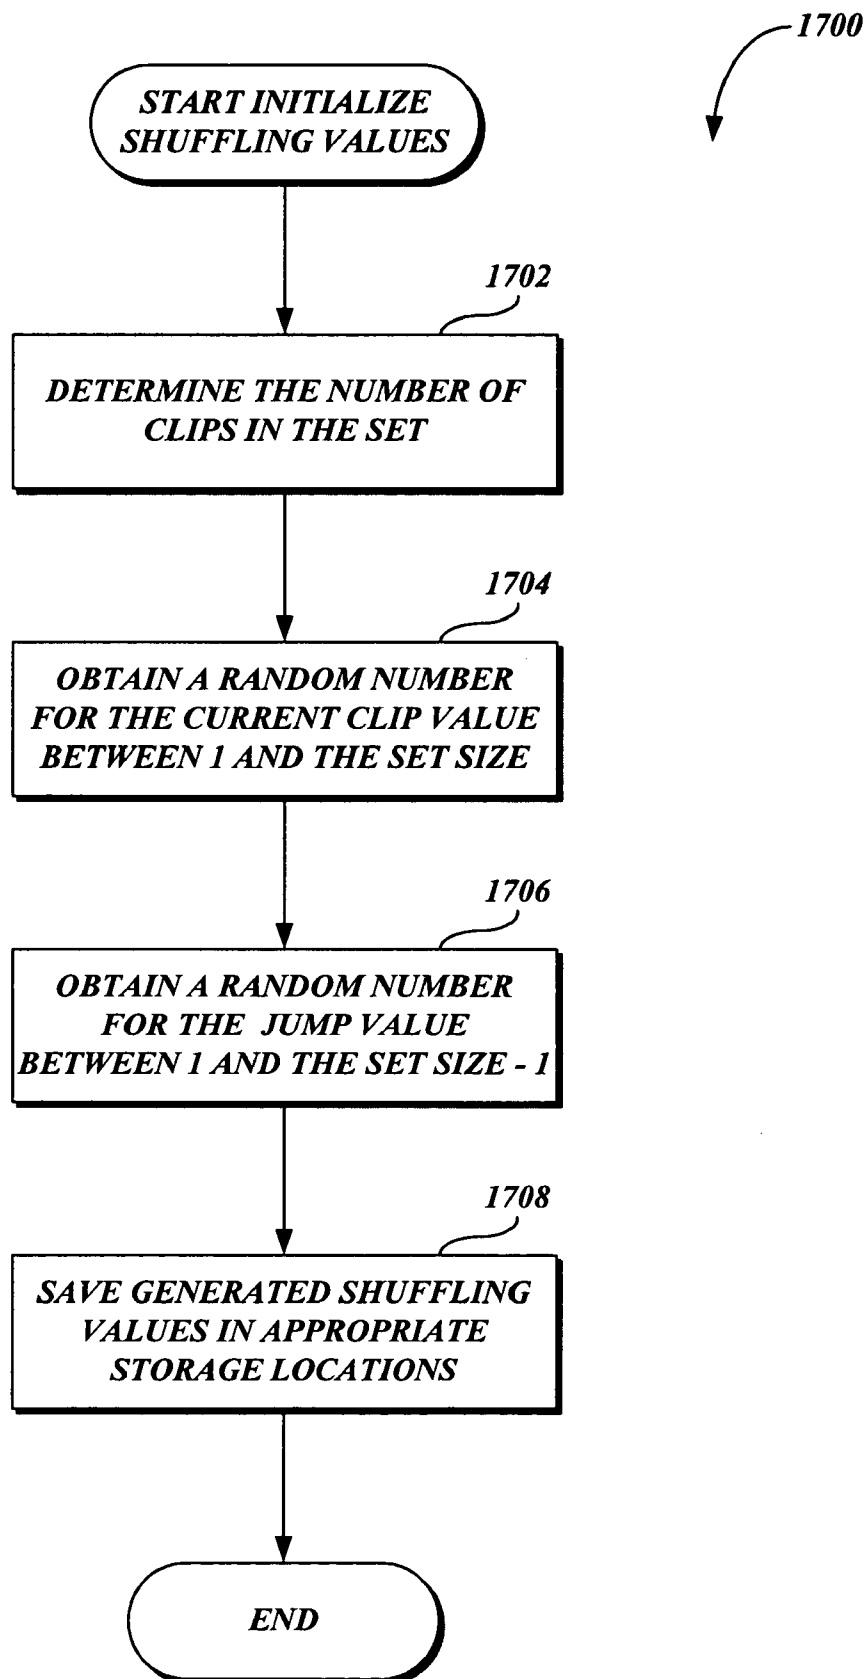 1700
START INITIALIZE
SHUFFLING VALUES
1702
DETERMINE THE NUMBER OF
CLIPS IN THE SET
1704
OBTAIN A RANDOM NUMBER
FOR THE CURRENT CLIP VALUE
BETWEEN 1 AND THE SET SIZE
1706
OBTAIN A RANDOM NUMBER
FOR THE JUMP VALUE
BETWEEN 1 AND THE SET SIZE - 1
1708
SAVE GENERATED SHUFFLING
VALUES IN APPROPRIATE
STORAGE LOCATIONS
END